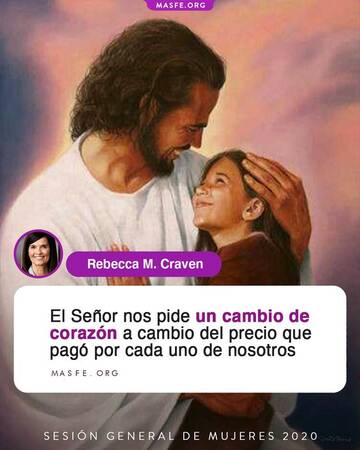 MASFE.ORG
Rebecca M. Craven
El Señor nos pide un cambio de
corazón a cambio del precio que
pagó por cada uno de nosotros
MASFE.ORG
SESIÓN GENERAL DE MUJERES 2020